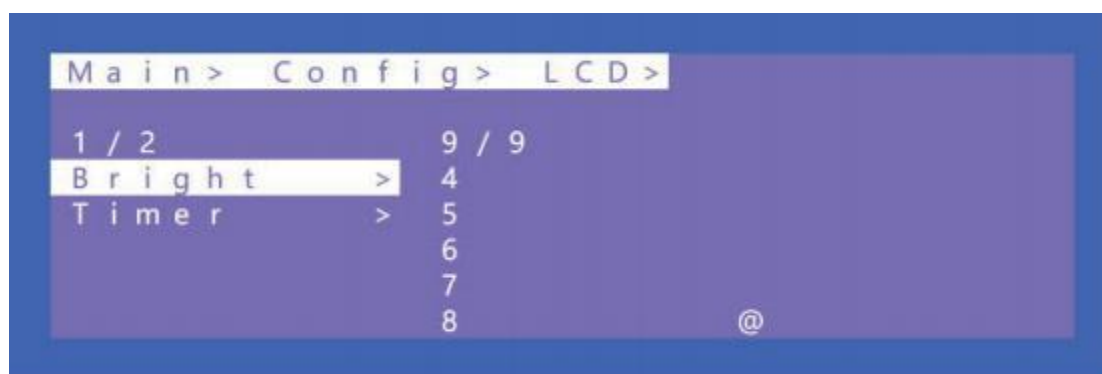 Main> Config> LCD>
1/2 9/9
Bright > 4
Timer > 5
6
7
8 @